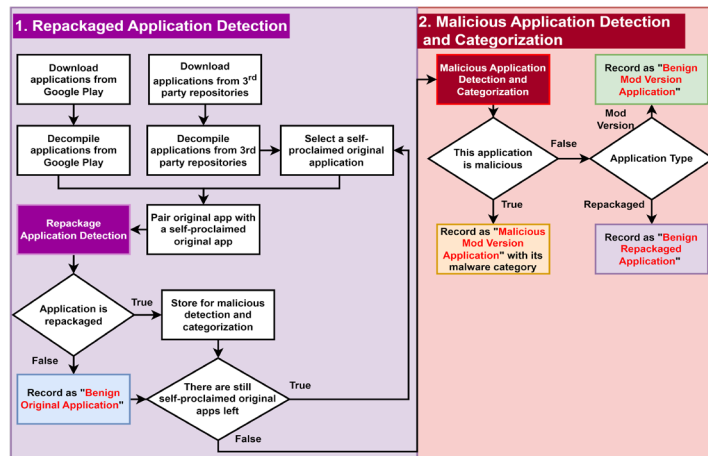 1. Repackaged Application Detection
Download
applications from
Google Play
Download
applications from 3rd
party repositories
Decompile
applications from
Google Play
Decompile
applications from 3rd
party repositories
Select a self-
proclaimed original
application
Repackage
Application Detection
Pair original app with
a self-proclaimed
original app
Application is
repackaged
True
Store for malicious
detection and
categorization
False
Record as "Benign
Original Application"
There are still
self-proclaimed original
apps left
True
False
2. Malicious Application Detection
and Categorization
Malicious Application
Detection and
Categorization
Record as "Benign
Mod Version
Application"
Mod
Version
This application
is malicious
False
Application Type
True
Repackaged
Record as "Malicious
Mod Version
Application" with its
malware category
Record as "Benign
Repackaged
Application"